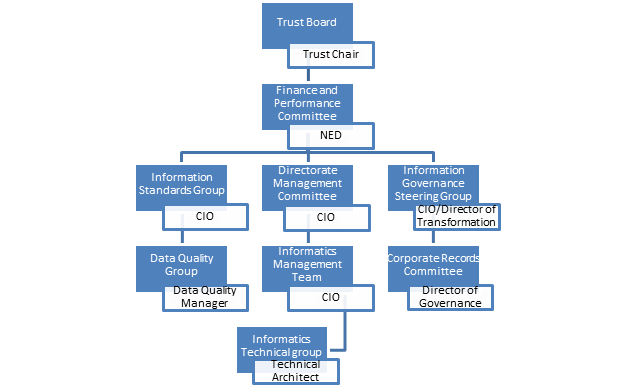 Trust Board
Trust Chair
Finance and
Performance
Committee
NED
Information
Standards Group
CIO
Directorate
Management
Committee
CIO
Information
Governance
Steering Group
CIO/Director of
Transformation
Data Quality
Group
Data Quality
Manager
Informatics
Management
Team
CIO
Corporate Records
Committee
Director of
Governance
Informatics
Technical group
Technical
Architect